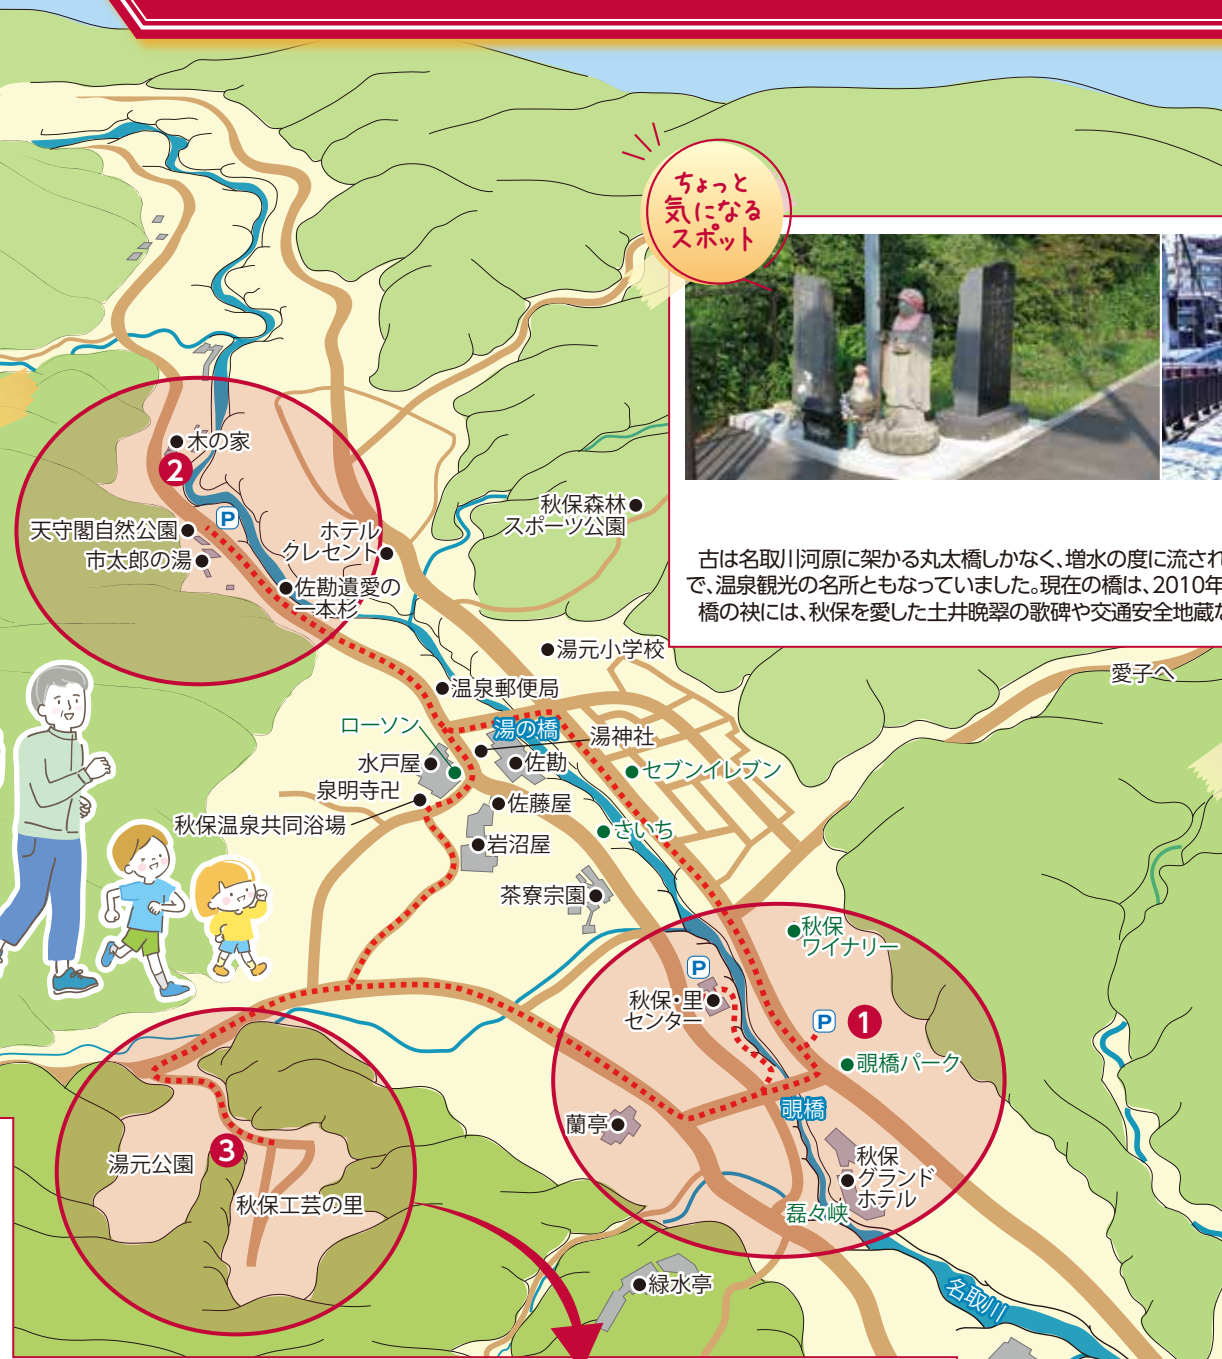 ちょっと
気になる
スポット
古は名取川河原に架かる丸太橋しかなく、増水の度に流され
で、温泉観光の名所ともなっていました。現在の橋は、2010年
橋の袂には、秋保を愛した土井晩翠の歌碑や交通安全地蔵な
木の家
2
P
天守閣自然公園
市太郎の湯
ホテル
クレセント
佐勘遺愛の
一本杉
秋保森林
スポーツ公園
湯元小学校
愛子へ
温泉郵便局
ローソン
湯の橋
湯神社
水戸屋
佐勘
セブンイレブン
泉明寺卍
佐藤屋
秋保温泉共同浴場
さいち
岩沼屋
茶寮宗園
秋保
ワイナリー
P
秋保・里
センター
P
1
覗橋パーク
覗橋
蘭亭
秋保
グランド
ホテル
磊々峡
3
湯元公園
秋保工芸の里
緑水亭
名取川